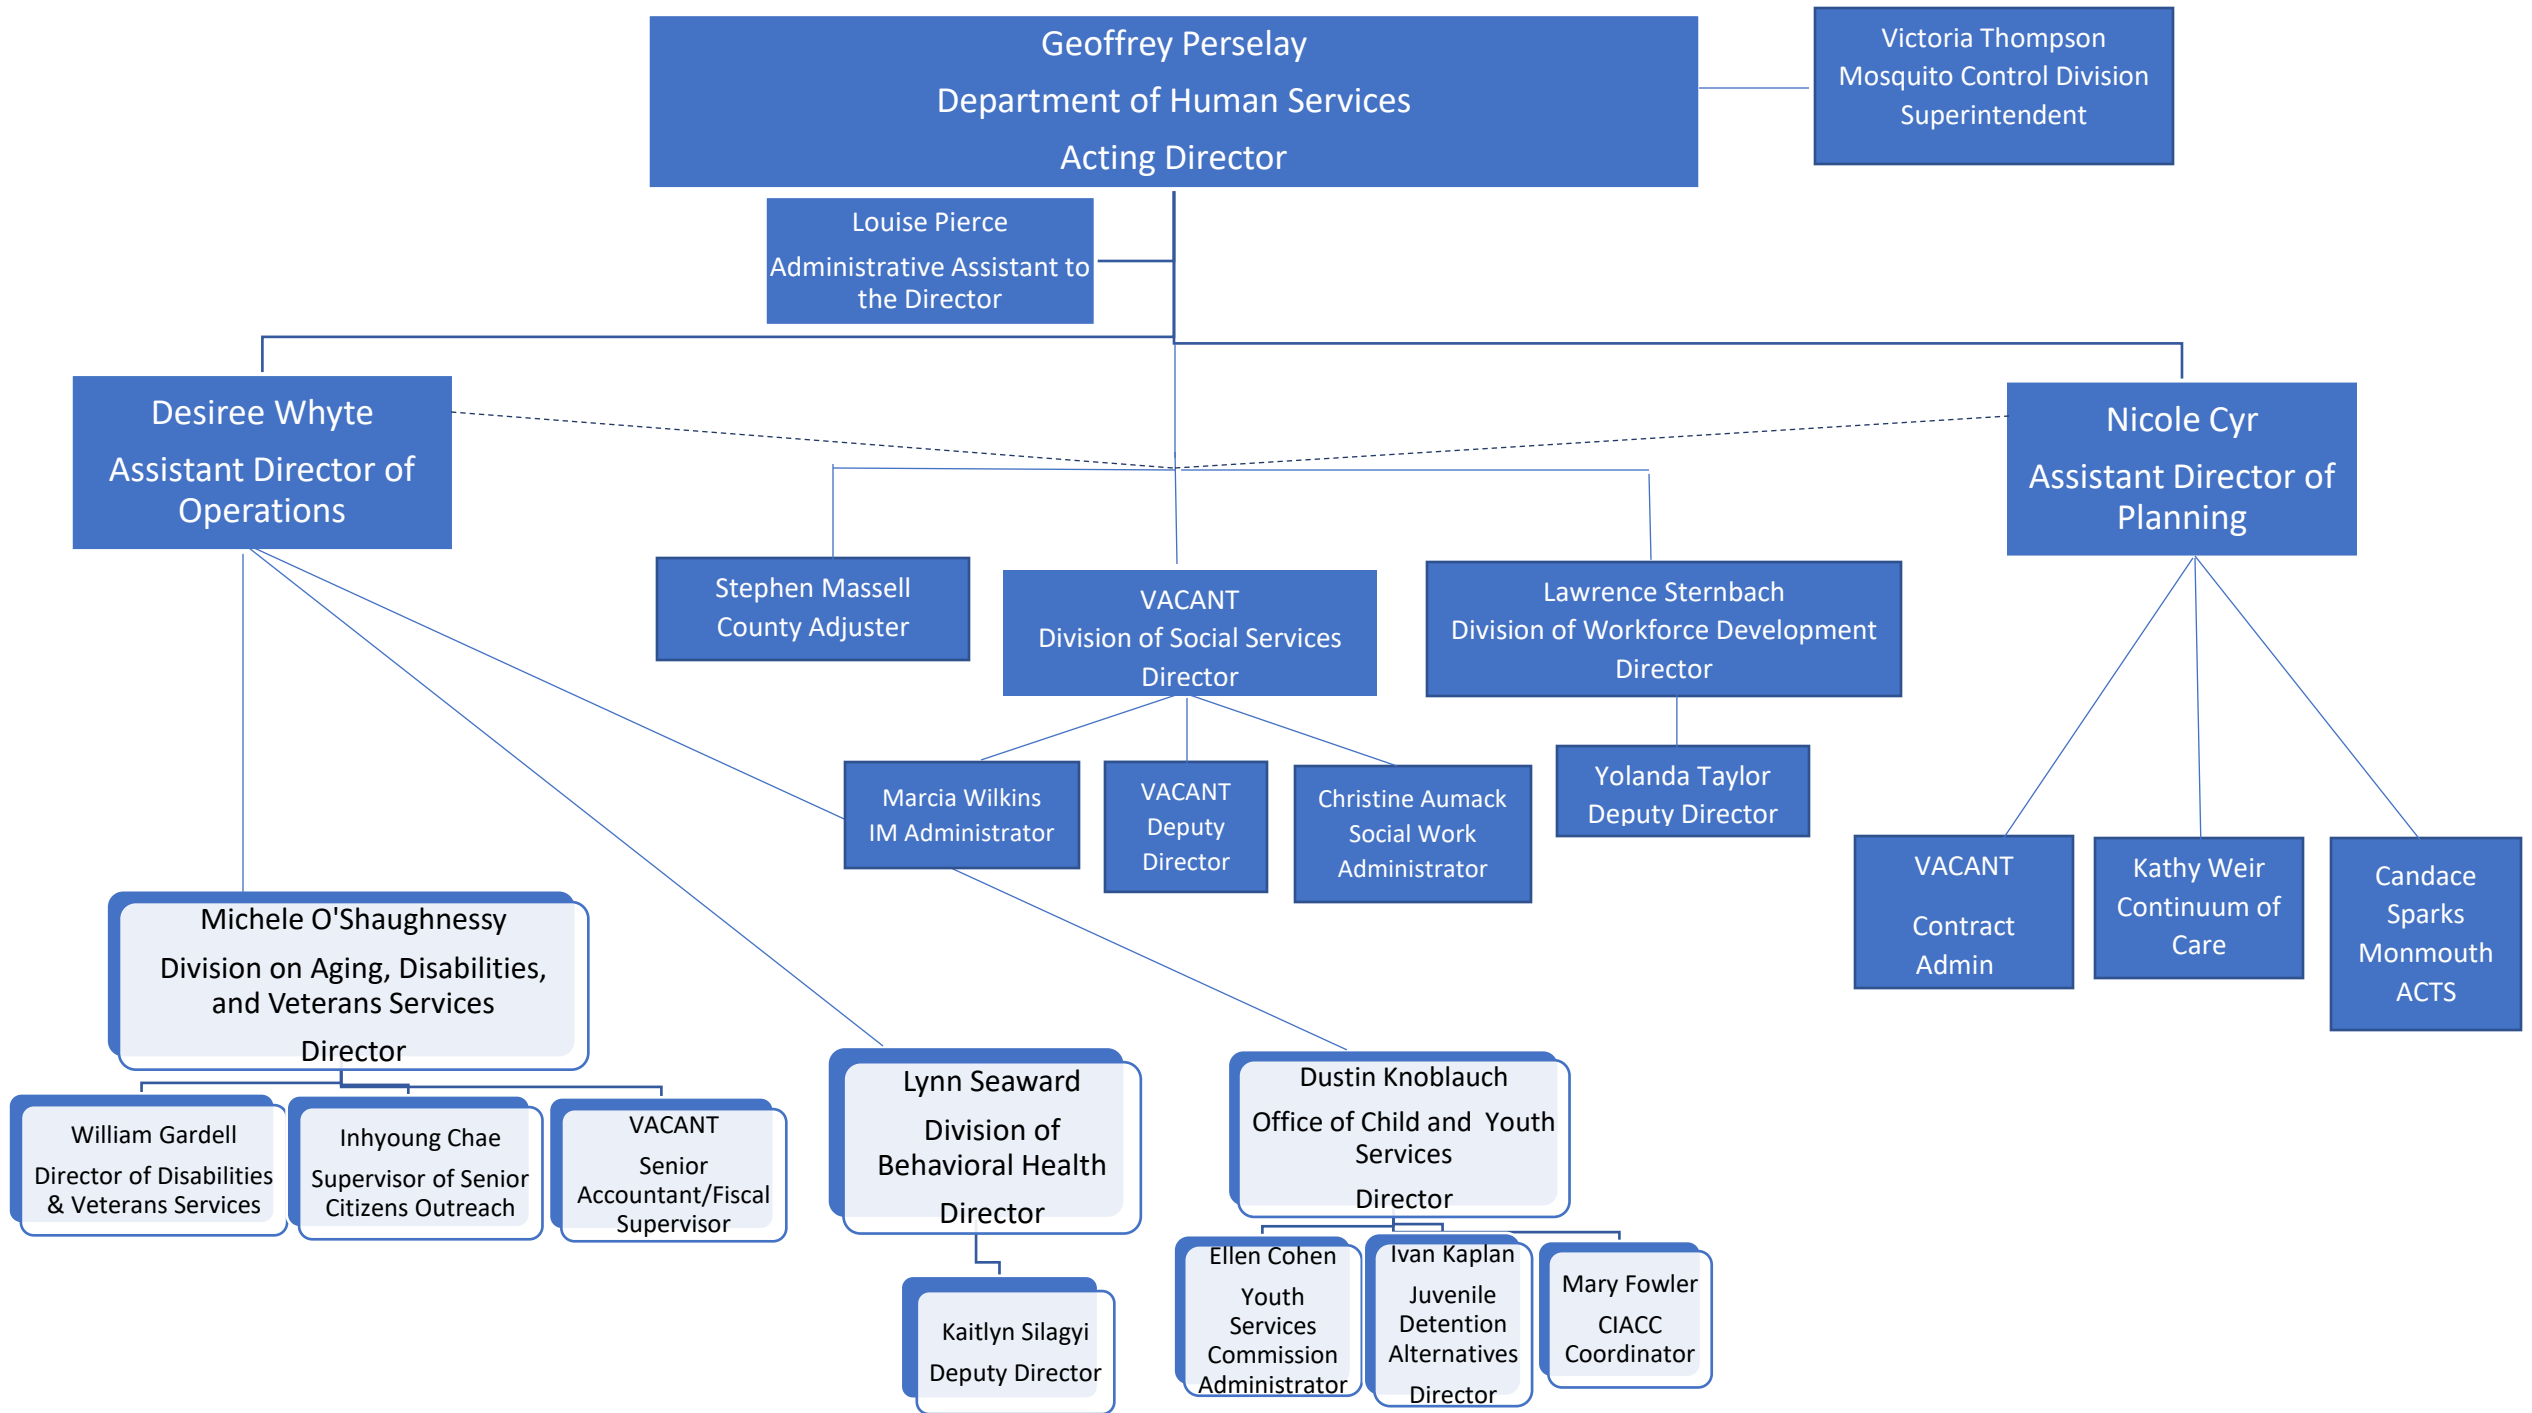 Geoffrey Perselay
Department of Human Services
Acting Director
Victoria Thompson
Mosquito Control Division
Superintendent
Louise Pierce
Administrative Assistant to
the Director
Desiree Whyte
Assistant Director of
Operations
Nicole Cyr
Assistant Director of
Planning
Stephen Massell
County Adjuster
VACANT
Division of Social Services
Director
Lawrence Sternbach
Division of Workforce Development
Director
Marcia Wilkins
IM Administrator
VACANT
Deputy
Director
Christine Aumack
Social Work
Administrator
Yolanda Taylor
Deputy Director
VACANT
Contract
Admin
Kathy Weir
Continuum of
Care
Candace
Sparks
Monmouth
ACTS
Michele O'Shaughnessy
Division on Aging, Disabilities,
and Veterans Services
Director
William Gardell
Director of Disabilities
& Veterans Services
Inhyoung Chae
Supervisor of Senior
Citizens Outreach
VACANT
Senior
Accountant/Fiscal
Supervisor
Lynn Seaward
Division of
Behavioral Health
Director
Kaitlyn Silagyi
Deputy Director
Dustin Knoblauch
Office of Child and Youth
Services
Director
Ellen Cohen
Youth
Services
Commission
Administrator
Ivan Kaplan
Juvenile
Detention
Alternatives
Director
Mary Fowler
CIACC
Coordinator